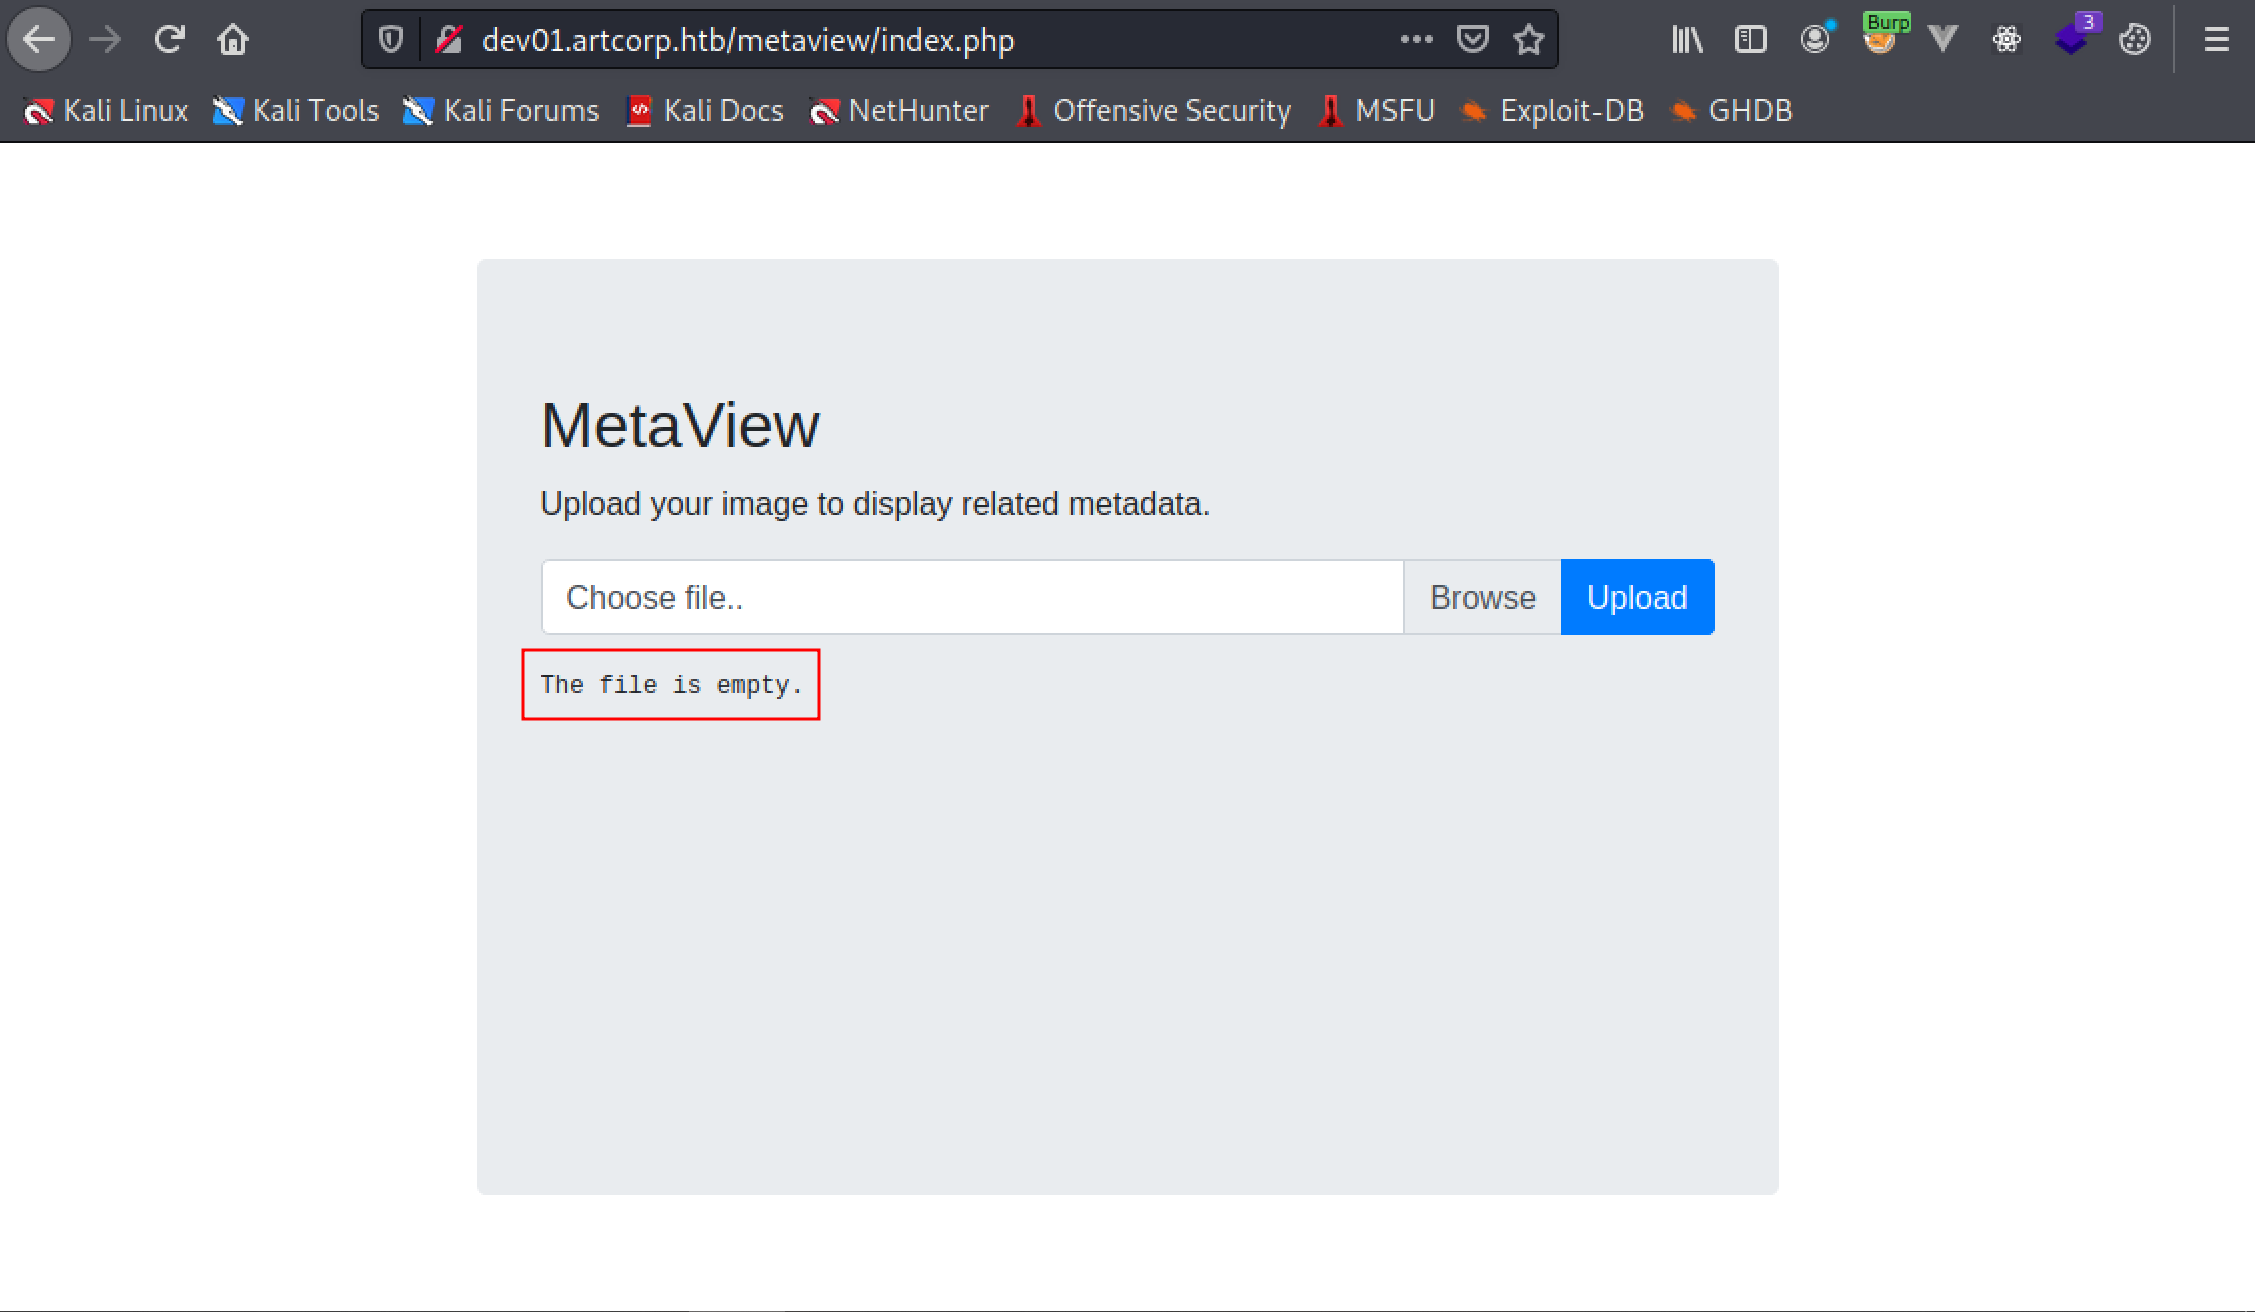 dev01.artcorp.htb/metaview/index.php
Burp
3
Kali Linux Kali Tools Kali Forums Kali Docs NetHunter Offensive Security MSFU Exploit-DB GHDB
MetaView
Upload your image to display related metadata.
Choose file.. Browse Upload
The file is empty.